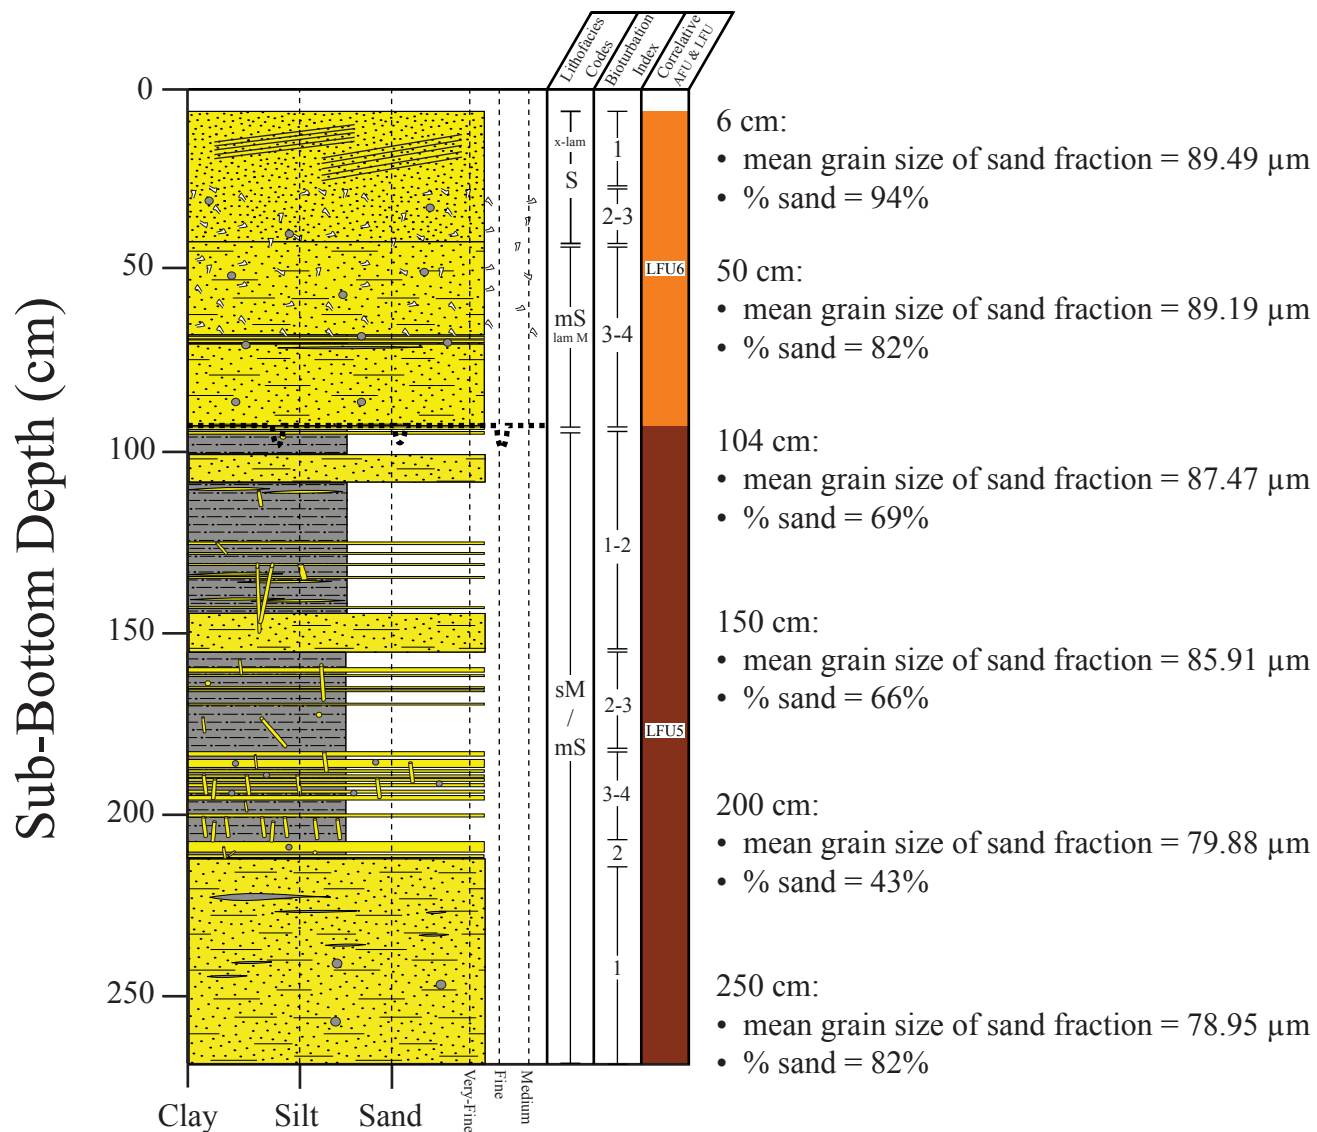 Lithofacies
Codes
Bioturbation
Index
Correlative
AFU & LFU
Sub-Bottom Depth (cm)
0
50
100
150
200
250
x-lam
S
mS
lam M
sM
/
mS
1
2-3
3-4
1-2
2-3
3-4
2
1
LFU6
LFU5
6 cm:
• mean grain size of sand fraction = 89.49 µm
• % sand = 94%
50 cm:
• mean grain size of sand fraction = 89.19 µm
• % sand = 82%
104 cm:
• mean grain size of sand fraction = 87.47 µm
• % sand = 69%
150 cm:
• mean grain size of sand fraction = 85.91 µm
• % sand = 66%
200 cm:
• mean grain size of sand fraction = 79.88 µm
• % sand = 43%
250 cm:
• mean grain size of sand fraction = 78.95 µm
• % sand = 82%
Clay
Silt
Sand
Very-Fine
Fine
Medium